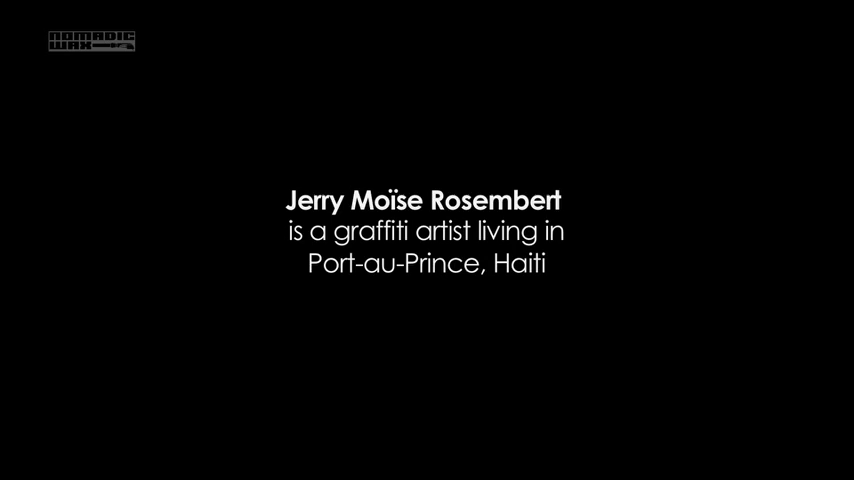 NOMADIC
WAX
Jerry Moïse Rosembert
is a graffiti artist living in
Port-au-Prince, Haiti